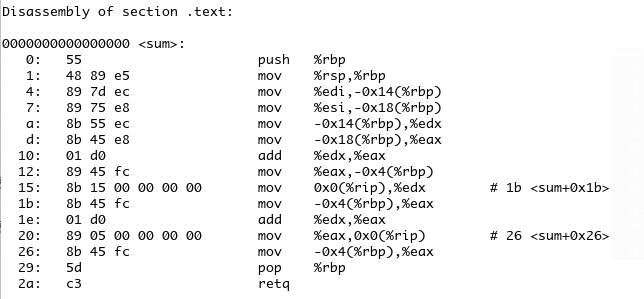 Disassembly of section .text:
0000000000000000 <sum>:
0: 55 push %rbp
1: 48 89 e5 mov %rsp,%rbp
4: 89 7d ec mov %edi,-0x14(%rbp)
7: 89 75 e8 mov %esi,-0x18(%rbp)
a: 8b 55 ec mov -0x14(%rbp),%edx
d: 8b 45 e8 mov -0x18(%rbp),%eax
10: 01 d0 add %edx,%eax
12: 89 45 fc mov %eax,-0x4(%rbp)
15: 8b 15 00 00 00 00 mov 0x0(%rip),%edx # 1b <sum+0x1b>
1b: 8b 45 fc mov -0x4(%rbp),%eax
1e: 01 d0 add %edx,%eax
20: 89 05 00 00 00 00 mov %eax,0x0(%rip) # 26 <sum+0x26>
26: 8b 45 fc mov -0x4(%rbp),%eax
29: 5d pop %rbp
2a: c3 retq